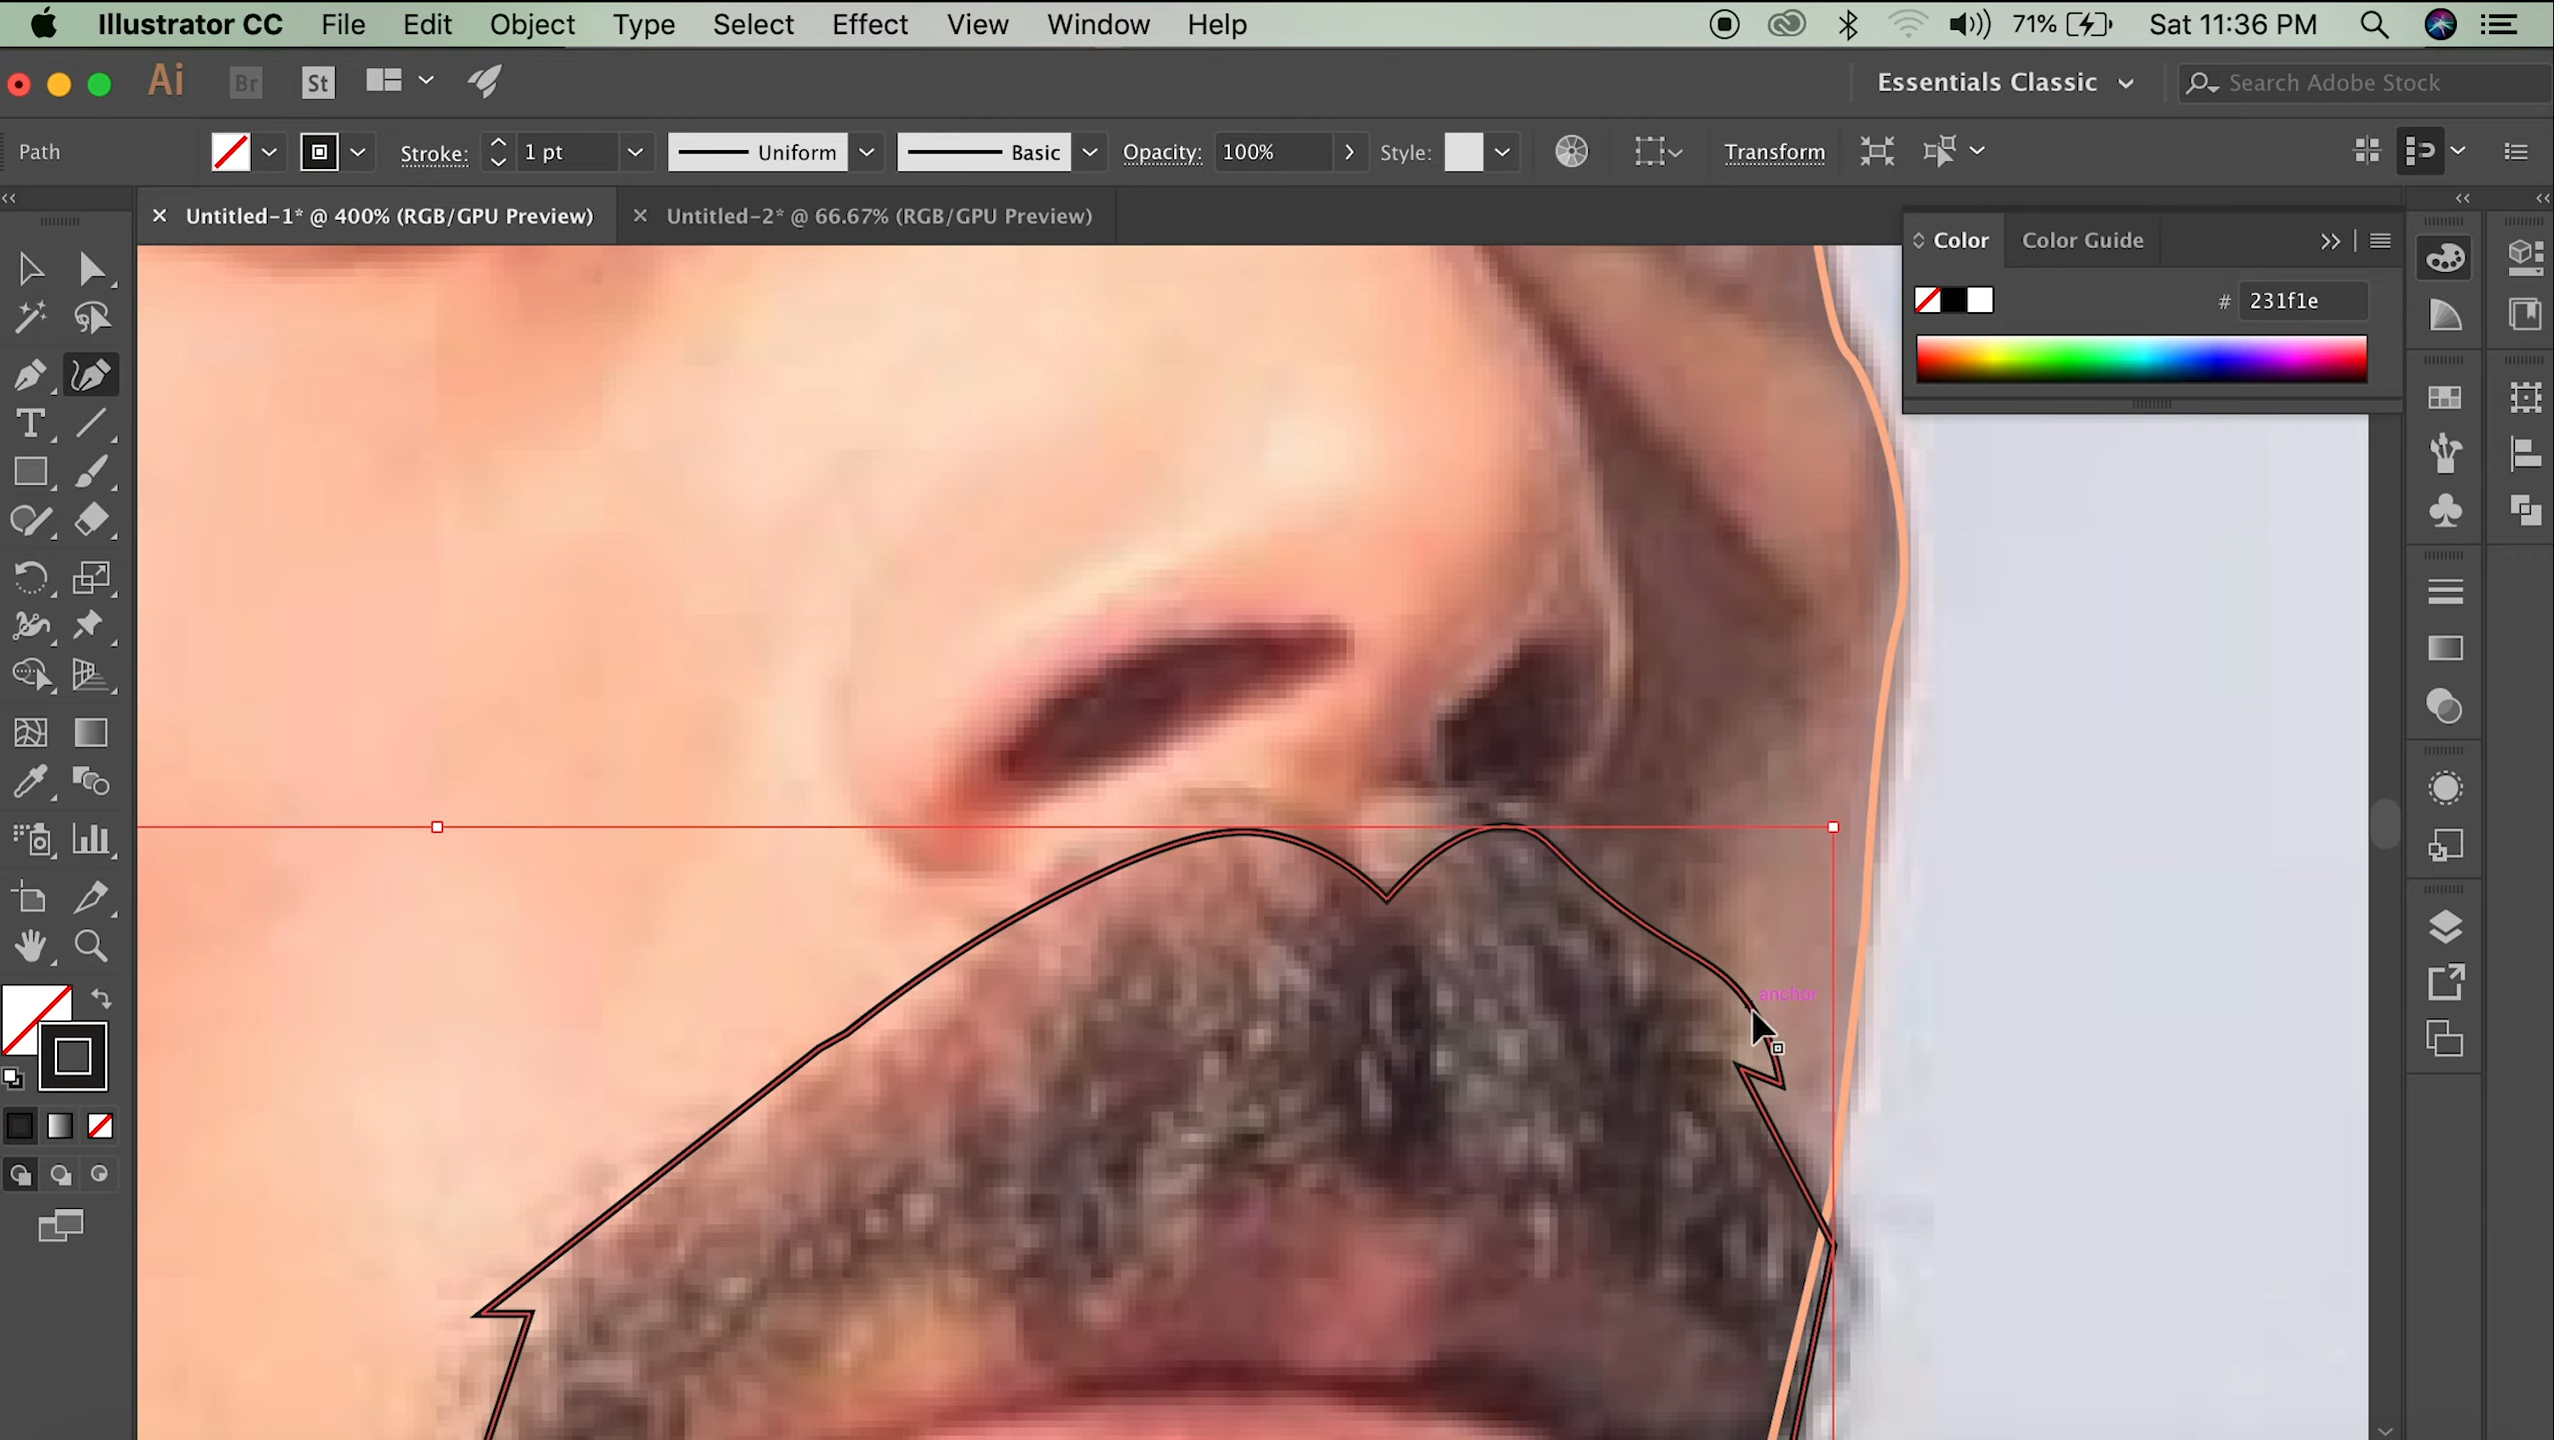 Illustrator CC File Edit Object Type Select Effect View Window Help 71% Sat 11:36 PM
Ai Br St Essentials Classic Search Adobe Stock
Path Stroke: 1 pt Uniform Basic Opacity: 100% Style: Transform
Untitled-1* @ 400% (RGB/GPU Preview) Untitled-2* @ 66.67% (RGB/GPU Preview)
Color Color Guide
# 231f1e
anchor